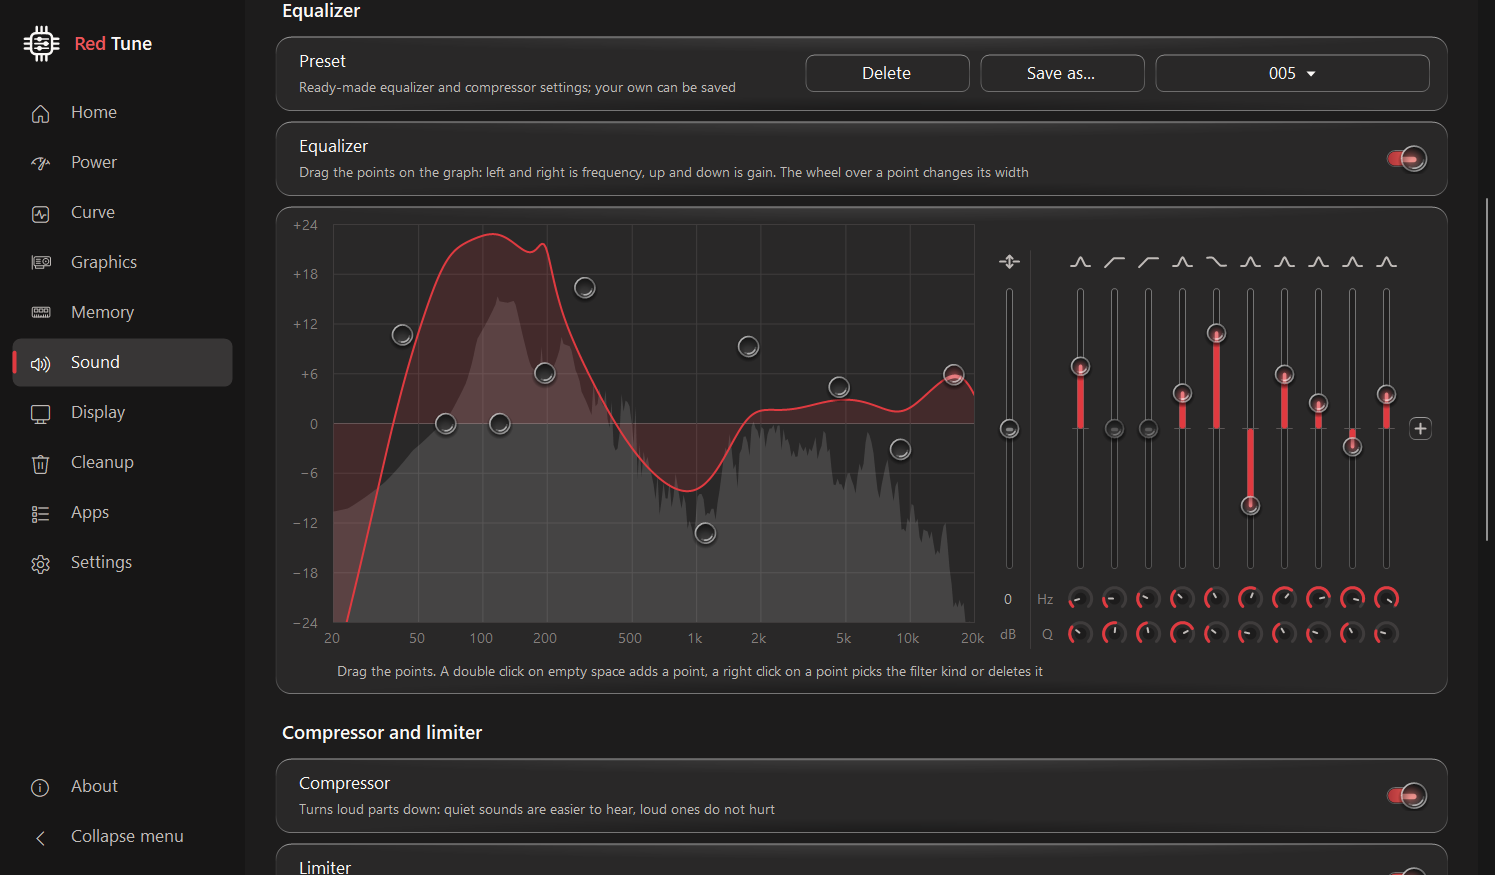 Red Tune
Home
Power
Curve
Graphics
Memory
Sound
Display
Cleanup
Apps
Settings
About
Collapse menu
Equalizer
Preset
Ready-made equalizer and compressor settings; your own can be saved
Delete
Save as...
005
Equalizer
Drag the points on the graph: left and right is frequency, up and down is gain. The wheel over a point changes its width
+24
+18
+12
+6
0
−6
−12
−18
−24
20 50 100 200 500 1k 2k 5k 10k 20k
0 Hz
dB Q
Drag the points. A double click on empty space adds a point, a right click on a point picks the filter kind or deletes it
Compressor and limiter
Compressor
Turns loud parts down: quiet sounds are easier to hear, loud ones do not hurt
Limiter